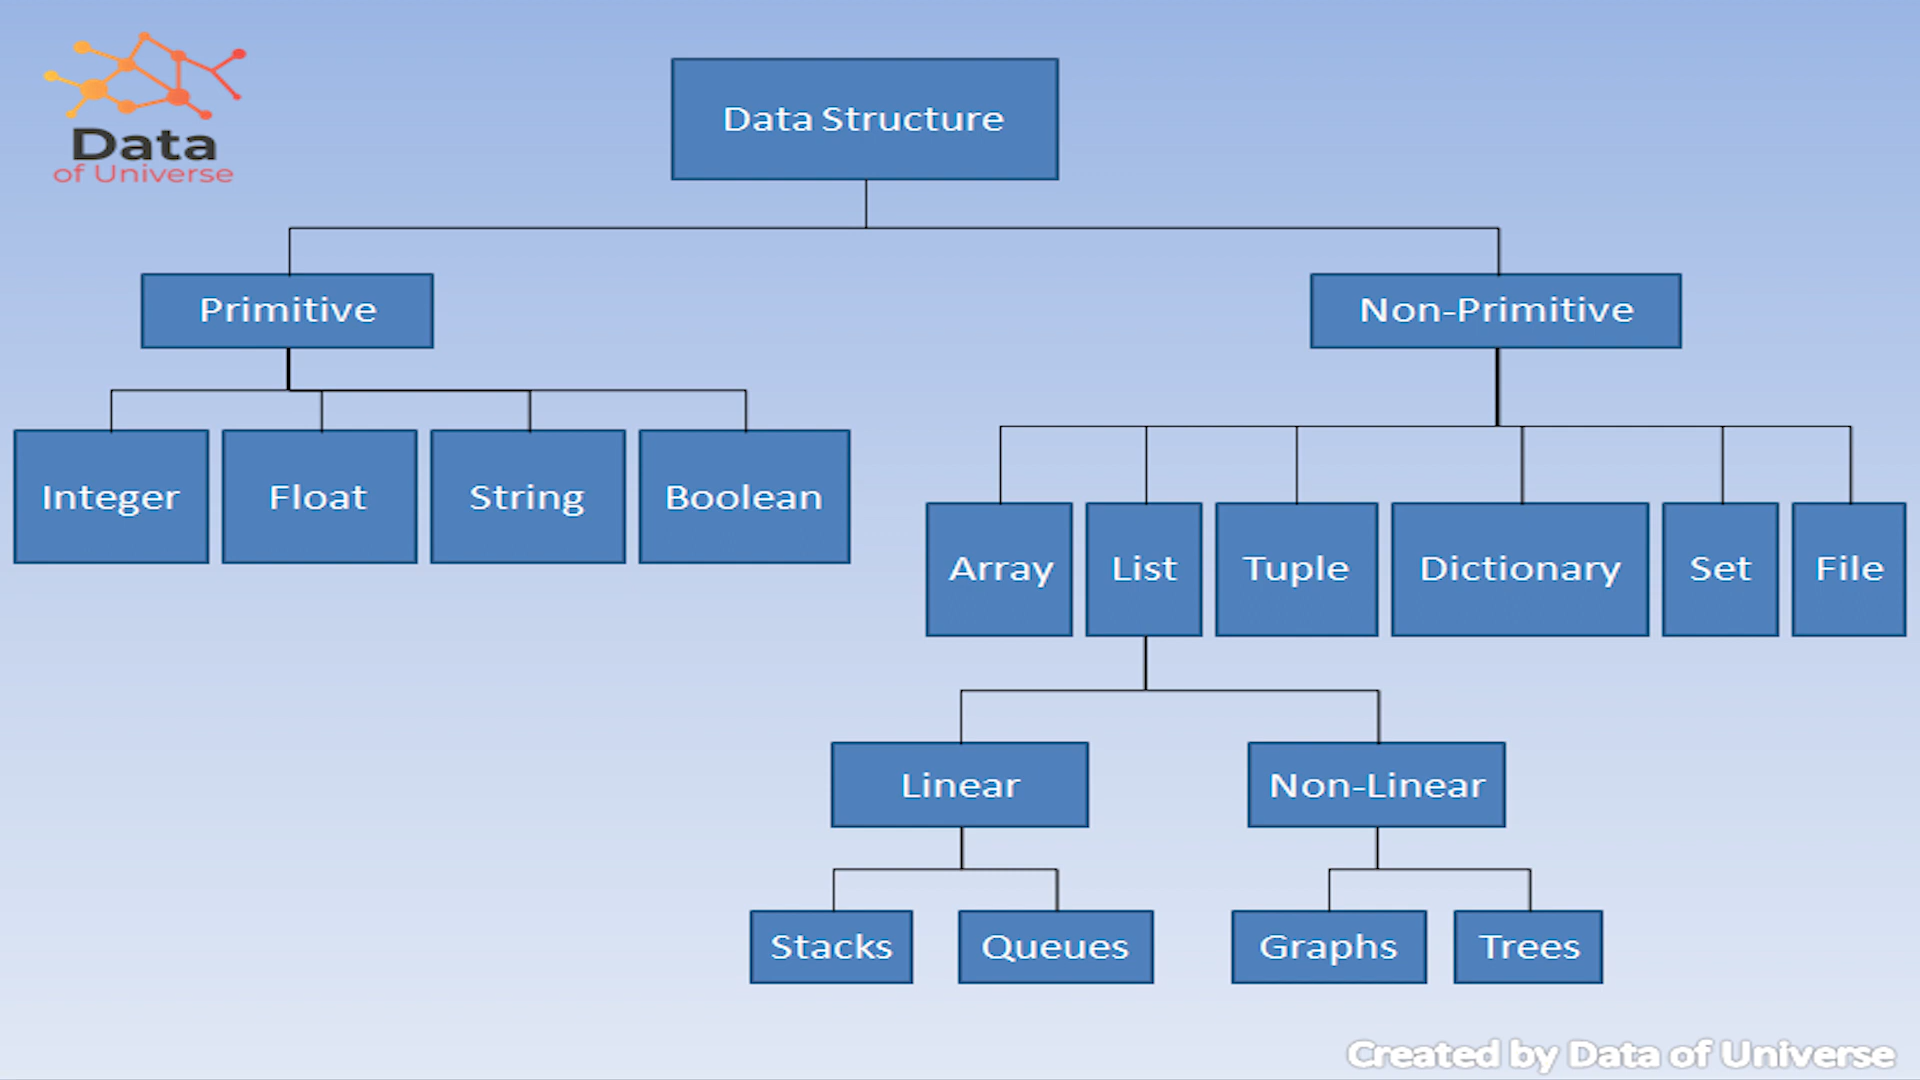 Data
of Universe
Data Structure
Primitive
Non-Primitive
Integer
Float
String
Boolean
Array
List
Tuple
Dictionary
Set
File
Linear
Non-Linear
Stacks
Queues
Graphs
Trees
Created by Data of Universe